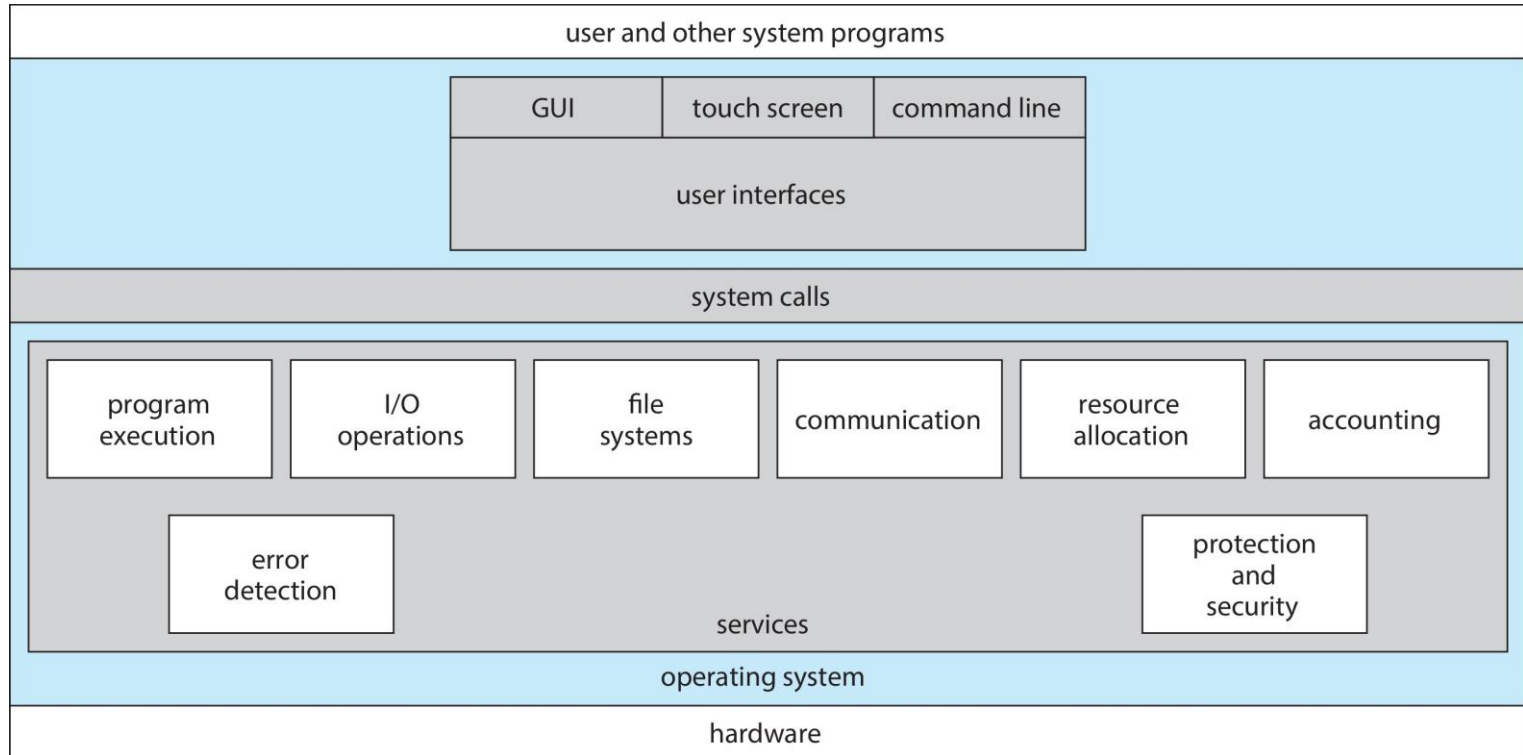 user and other system programs
GUI
touch screen
command line
user interfaces
system calls
program
execution
I/O
operations
file
systems
communication
resource
allocation
accounting
error
detection
protection
and
security
services
operating system
hardware